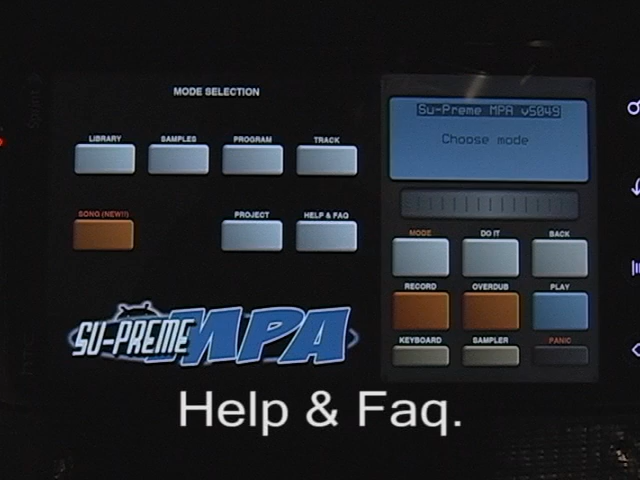 MODE SELECTION
LIBRARY SAMPLES PROGRAM TRACK
SONG (NEW!!) PROJECT HELP & FAQ
Su-Preme MPA v5049
Choose mode
MODE DO IT BACK
RECORD OVERDUB PLAY
KEYBOARD SAMPLER PANIC
SU-PREME MPA
Help & Faq.